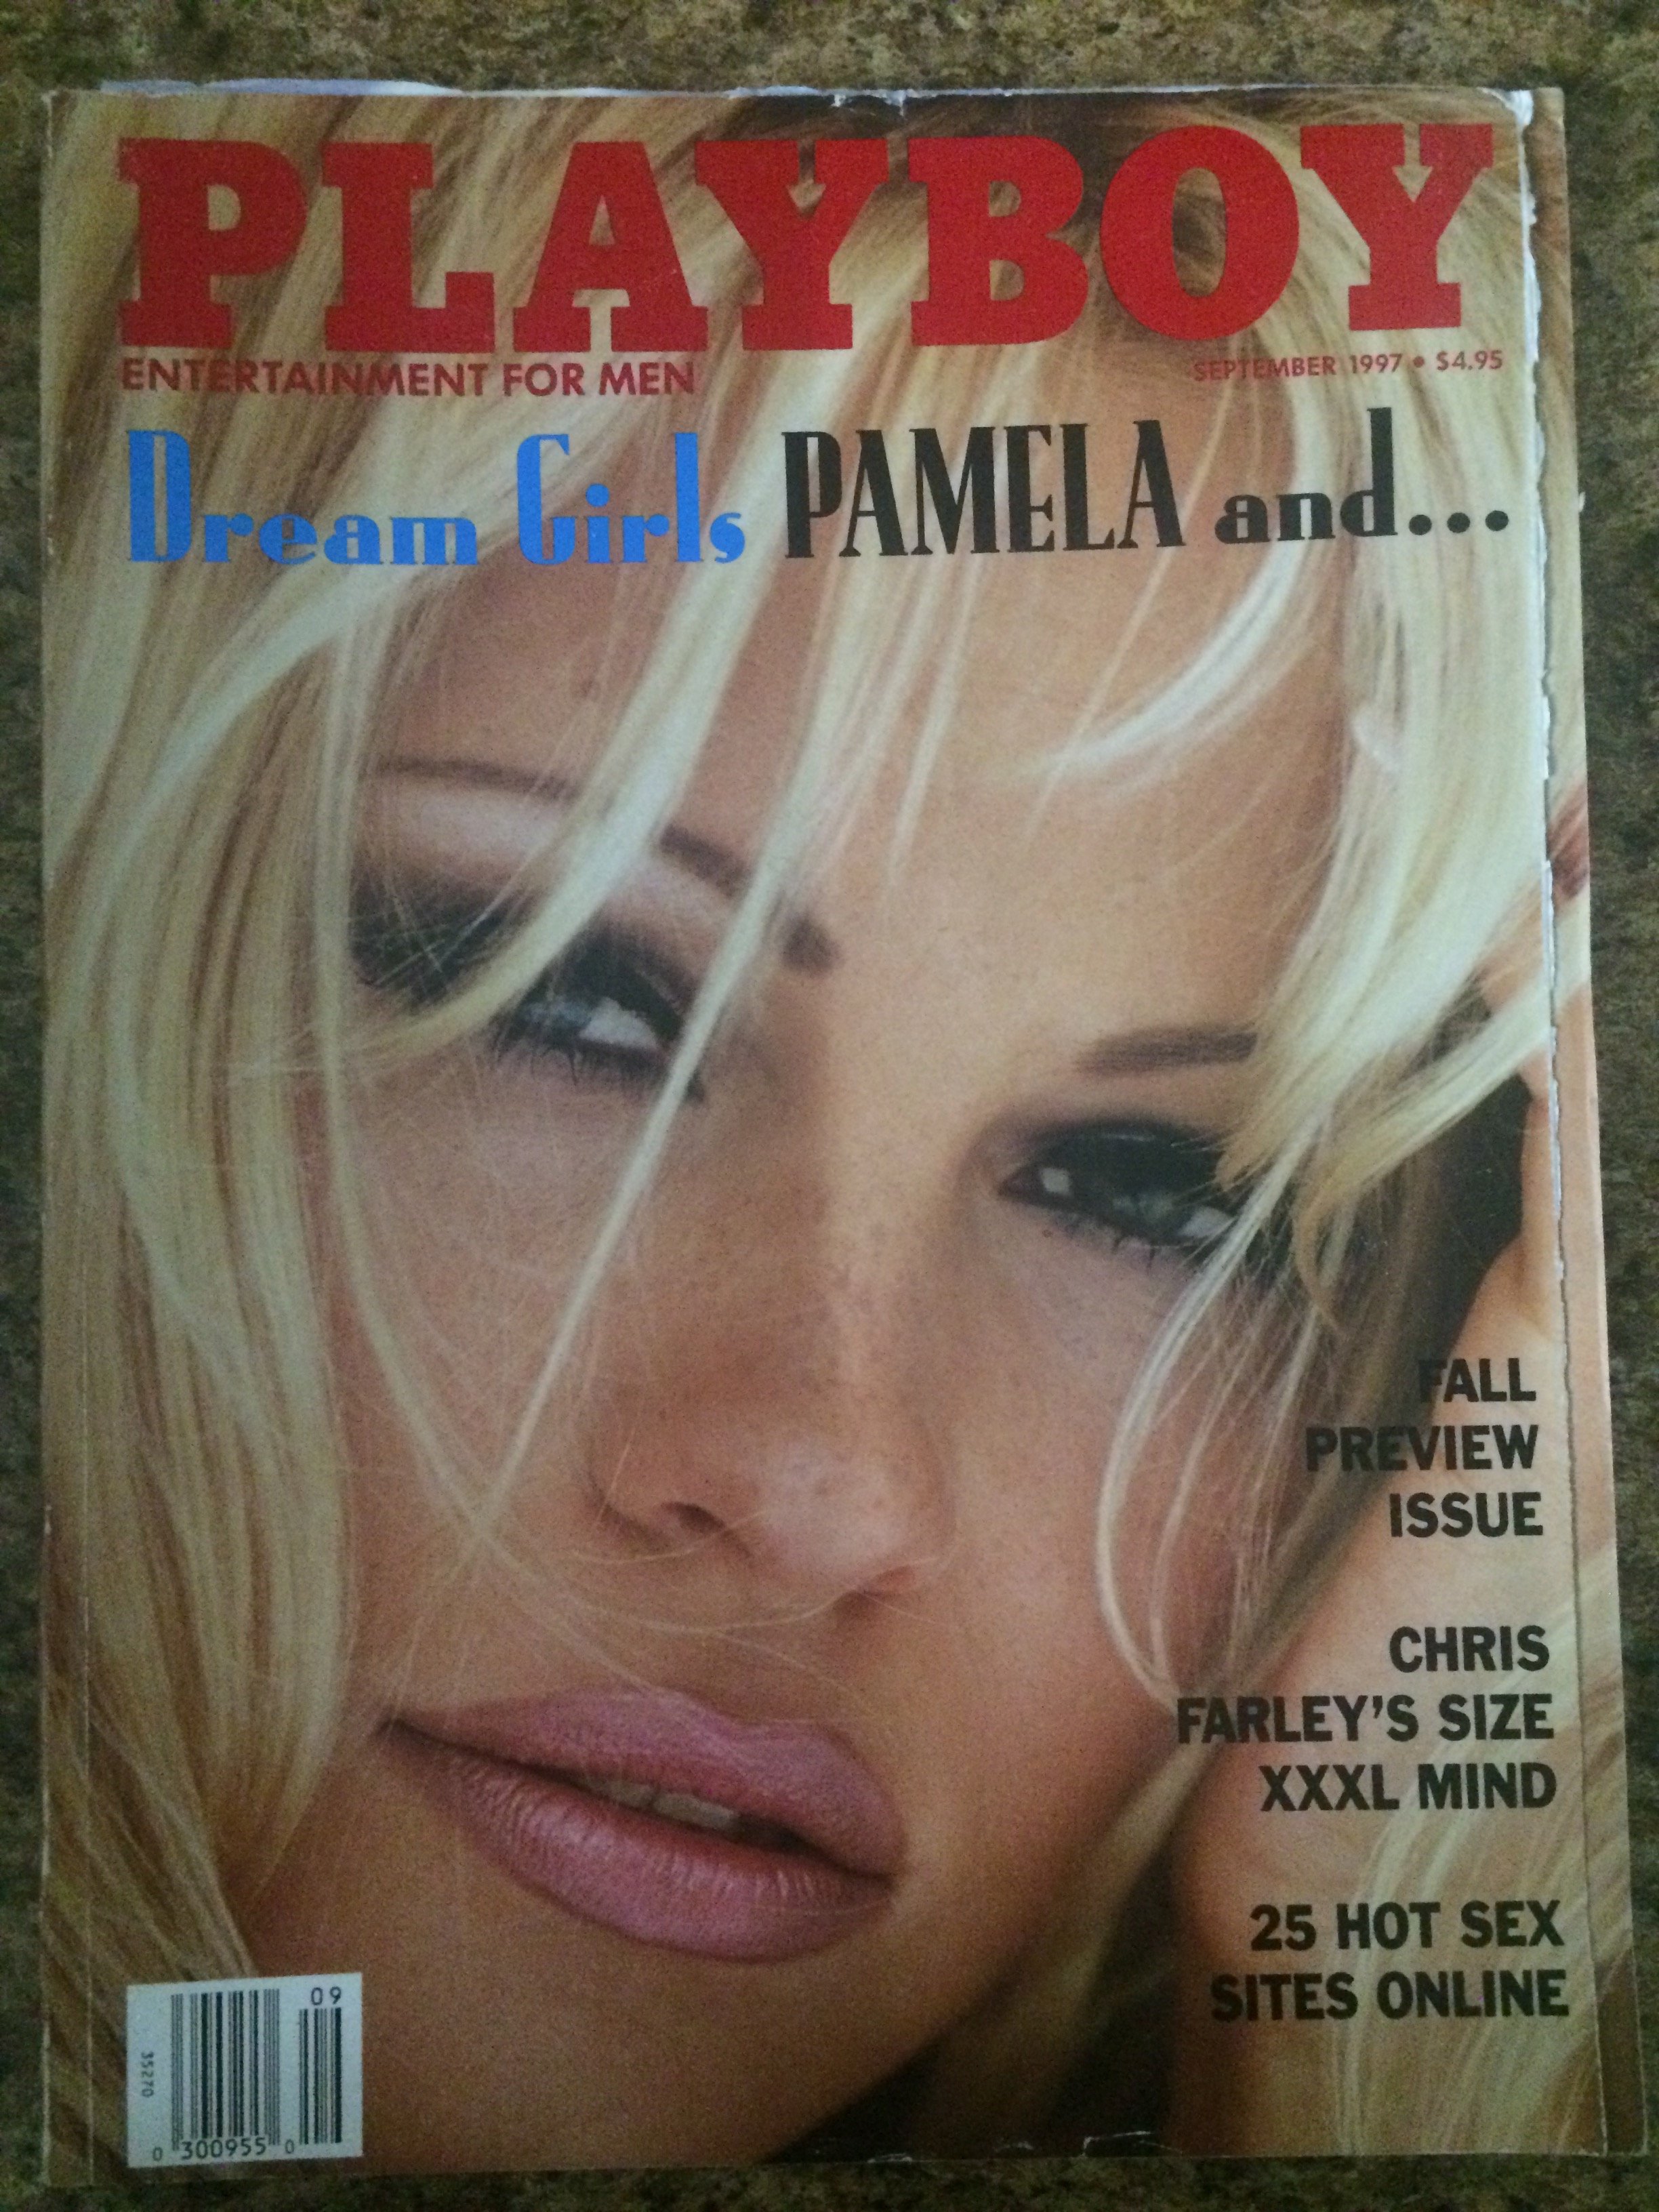 PLAYBOY
ENTERTAINMENT FOR MEN
SEPTEMBER 1997 • $4.95
Dream Girls PAMELA and...
FALL
PREVIEW
ISSUE
CHRIS
FARLEY'S SIZE
XXXL MIND
25 HOT SEX
SITES ONLINE
09
35270
0 300955 0